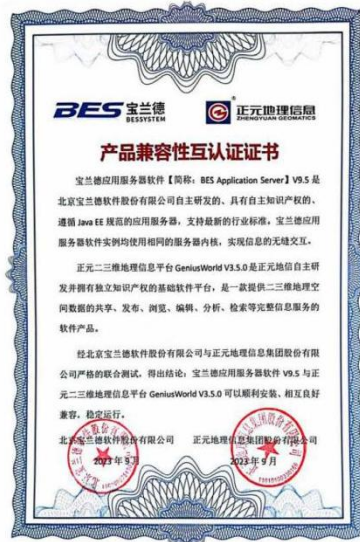 BES 宝兰德
BESSYSTEM
正元地理信息
ZHENGYUAN GEOMATICS
产品兼容性互认证证书
宝兰德应用服务器软件【简称：BES Application Server】V9.5 是
北京宝兰德软件股份有限公司自主研发的、具有自主知识产权的、
遵循 Java EE 规范的应用服务器，支持最新的行业标准，宝兰德应用
服务器软件实例均使用相同的服务器内核，实现信息的无缝交互。
正元二三维地理信息平台 GeniusWorld V3.5.0 是正元地信自主研
发并拥有独立知识产权的基础软件平台，是一款提供二三维地理空
间数据的共享、发布、浏览、编辑、分析、检索等完整信息服务的
软件产品。
经北京宝兰德软件股份有限公司与正元地理信息集团股份有限
公司严格的联合测试，得出结论：宝兰德应用服务器软件 V9.5 与正
元二三维地理信息平台 GeniusWorld V3.5.0 可以顺利安装、相互良好
兼容、稳定运行。
北京宝兰德软件股份有限公司 正元地理信息集团股份有限公司
2023 年 9 月 2023 年 9 月